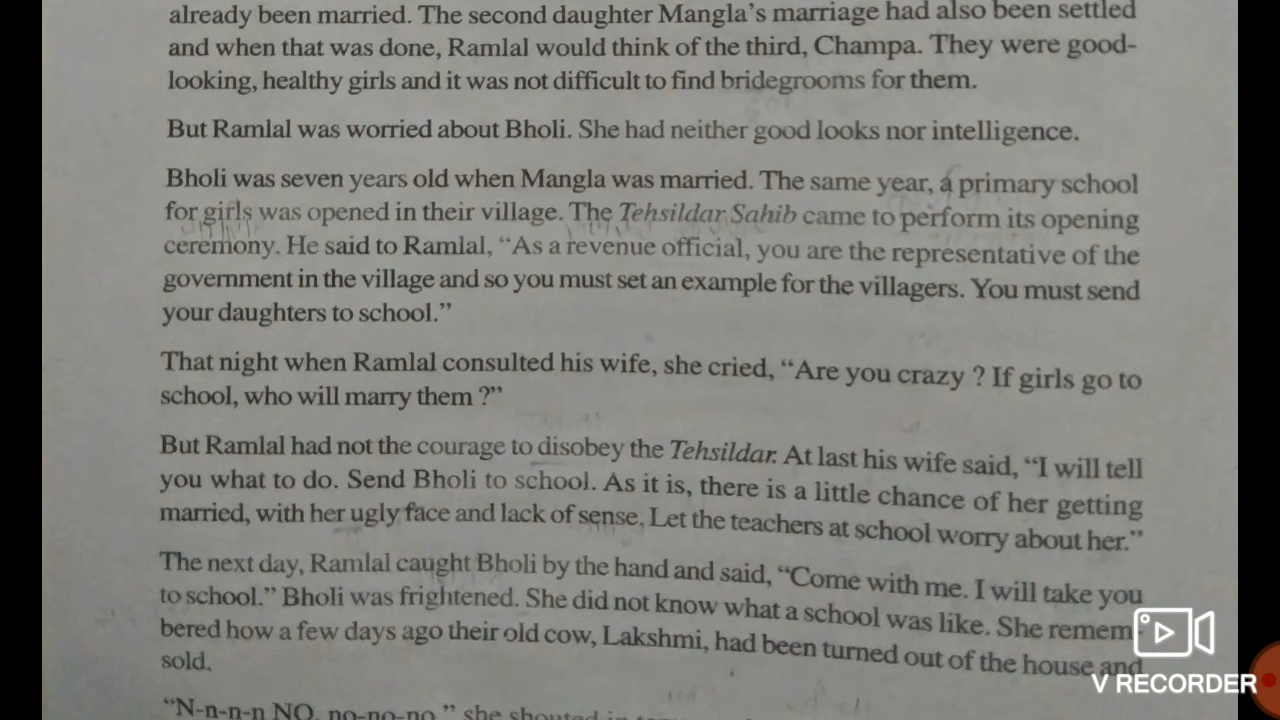 already been married. The second daughter Mangla's marriage had also been settled
and when that was done, Ramlal would think of the third, Champa. They were good-
looking, healthy girls and it was not difficult to find bridegrooms for them.
But Ramlal was worried about Bholi. She had neither good looks nor intelligence.
Bholi was seven years old when Mangla was married. The same year, a primary school
for girls was opened in their village. The Tehsildar Sahib came to perform its opening
ceremony. He said to Ramlal, “As a revenue official, you are the representative of the
government in the village and so you must set an example for the villagers. You must send
your daughters to school.”
That night when Ramlal consulted his wife, she cried, “Are you crazy ? If girls go to
school, who will marry them ?”
But Ramlal had not the courage to disobey the Tehsildar. At last his wife said, “I will tell
you what to do. Send Bholi to school. As it is, there is a little chance of her getting
married, with her ugly face and lack of sense. Let the teachers at school worry about her.”
The next day, Ramlal caught Bholi by the hand and said, “Come with me. I will take you
to school.” Bholi was frightened. She did not know what a school was like. She remem-
bered how a few days ago their old cow, Lakshmi, had been turned out of the house and
sold.
“N-n-n-n NO, no-no-no,” she shouted in
V RECORDER